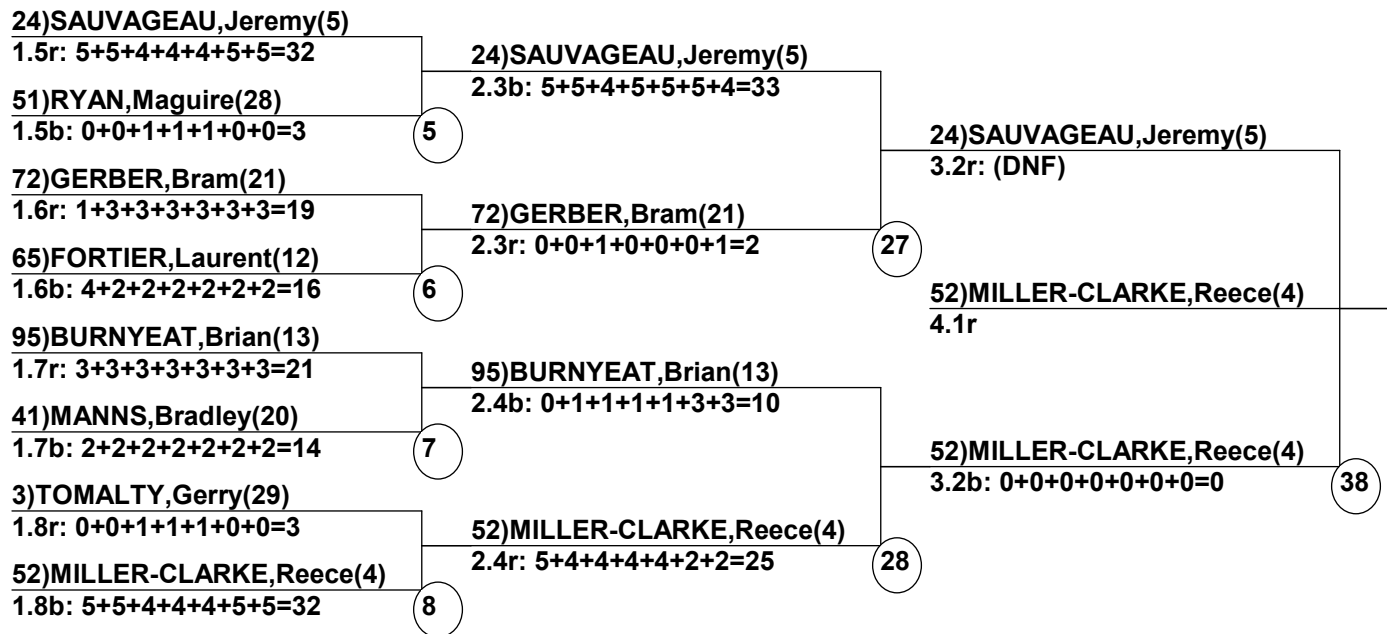 24)SAUVAGEAU,Jeremy(5)
1.5r: 5+5+4+4+4+5+5=32
51)RYAN,Maguire(28)
1.5b: 0+0+1+1+1+0+0=3
5
72)GERBER,Bram(21)
1.6r: 1+3+3+3+3+3+3=19
65)FORTIER,Laurent(12)
1.6b: 4+2+2+2+2+2+2=16
6
95)BURNYEAT,Brian(13)
1.7r: 3+3+3+3+3+3+3=21
41)MANNS,Bradley(20)
1.7b: 2+2+2+2+2+2+2=14
7
3)TOMALTY,Gerry(29)
1.8r: 0+0+1+1+1+0+0=3
52)MILLER-CLARKE,Reece(4)
1.8b: 5+5+4+4+4+5+5=32
8
24)SAUVAGEAU,Jeremy(5)
2.3b: 5+5+4+5+5+5+4=33
72)GERBER,Bram(21)
2.3r: 0+0+1+0+0+0+1=2
27
95)BURNYEAT,Brian(13)
2.4b: 0+1+1+1+1+3+3=10
52)MILLER-CLARKE,Reece(4)
2.4r: 5+4+4+4+4+2+2=25
28
24)SAUVAGEAU,Jeremy(5)
3.2r: (DNF)
52)MILLER-CLARKE,Reece(4)
4.1r
52)MILLER-CLARKE,Reece(4)
3.2b: 0+0+0+0+0+0+0=0
38